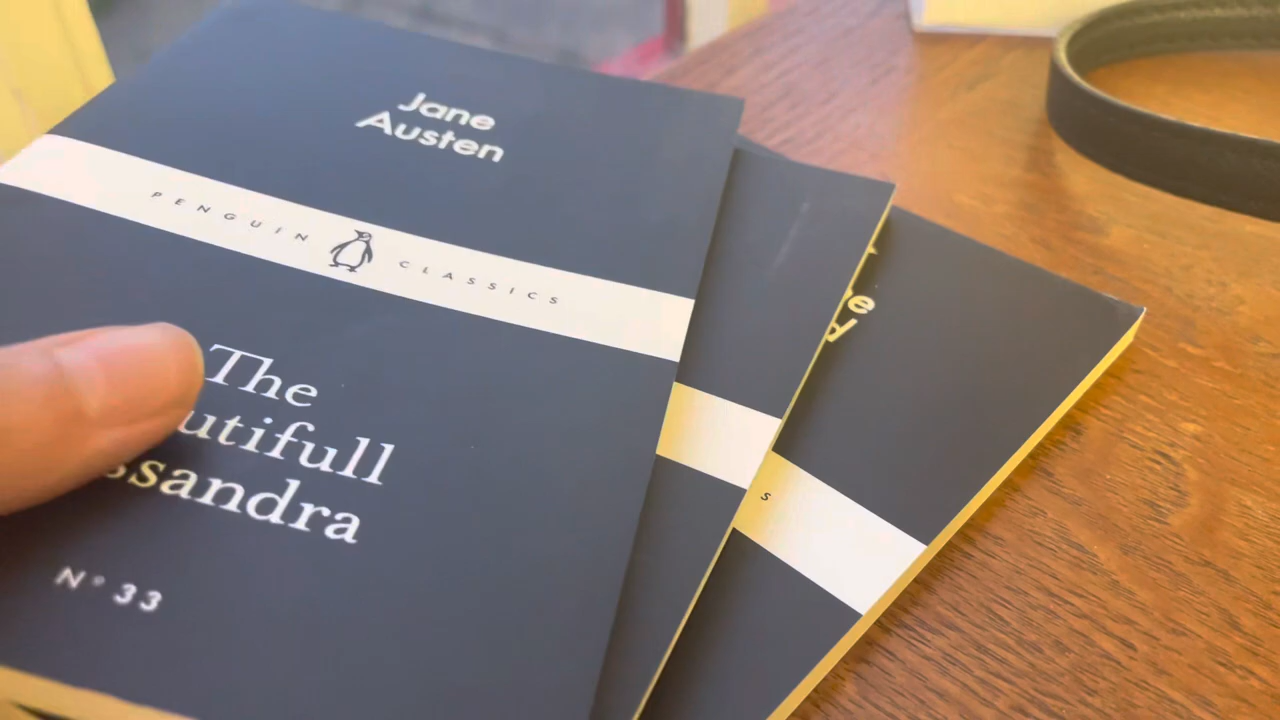 Jane
Austen
PENGUIN CLASSICS
The
utifull
ssandra
N° 33
e
y
s